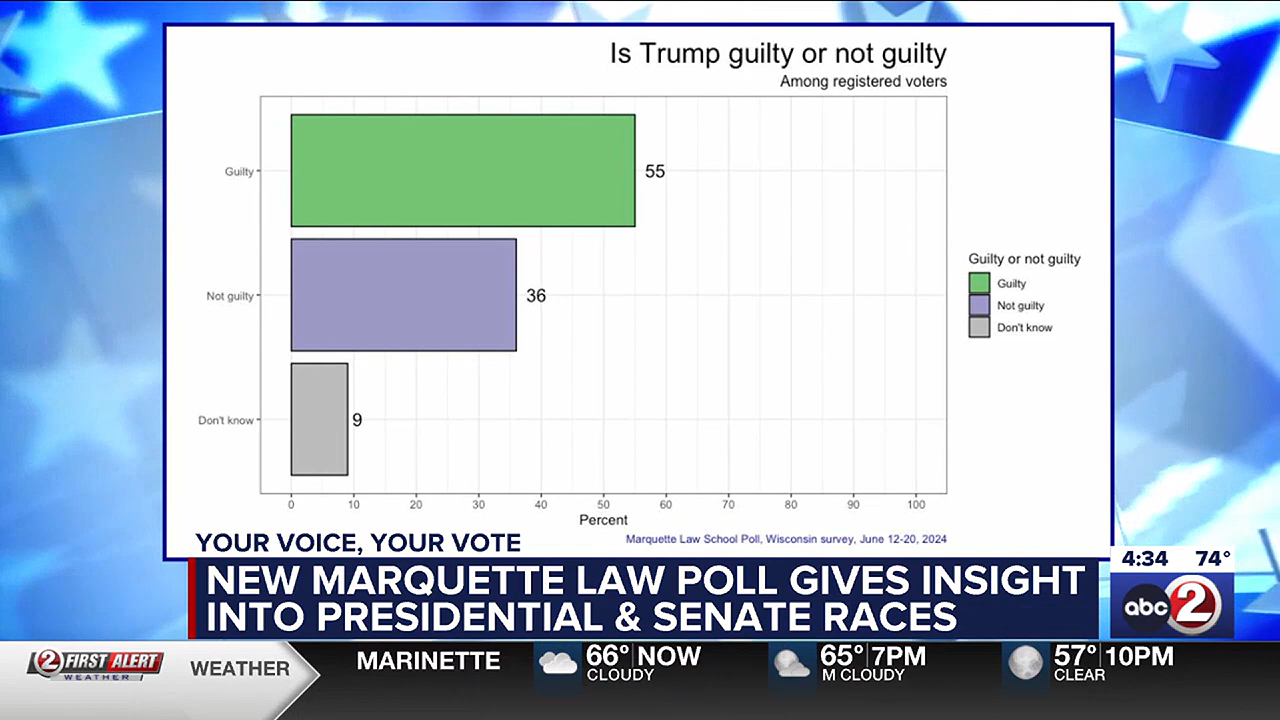 Is Trump guilty or not guilty
Among registered voters
Guilty
55
Not guilty
36
Don't know
9
0 10 20 30 40 50 60 70 80 90 100
Percent
Guilty or not guilty
Guilty
Not guilty
Don't know
Marquette Law School Poll, Wisconsin survey, June 12-20, 2024
YOUR VOICE, YOUR VOTE
NEW MARQUETTE LAW POLL GIVES INSIGHT
INTO PRESIDENTIAL & SENATE RACES
4:34 74°
abc 2
2 FIRST ALERT
WEATHER
WEATHER
MARINETTE
66° NOW
CLOUDY
65° 7PM
M CLOUDY
57° 10PM
CLEAR